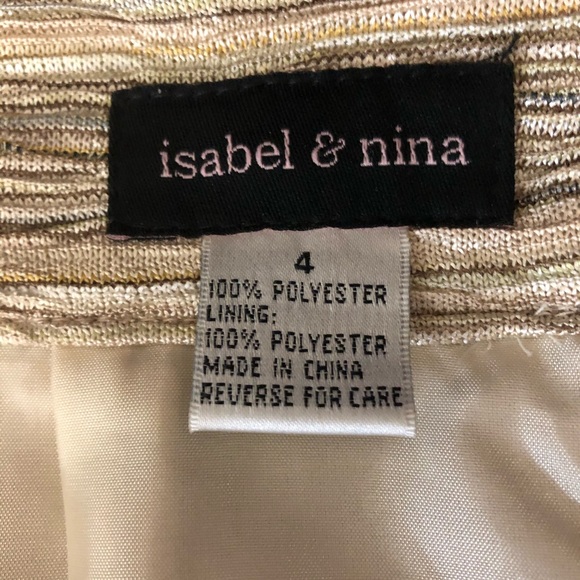 isabel & nina
4
100% POLYESTER
LINING:
100% POLYESTER
MADE IN CHINA
REVERSE FOR CARE